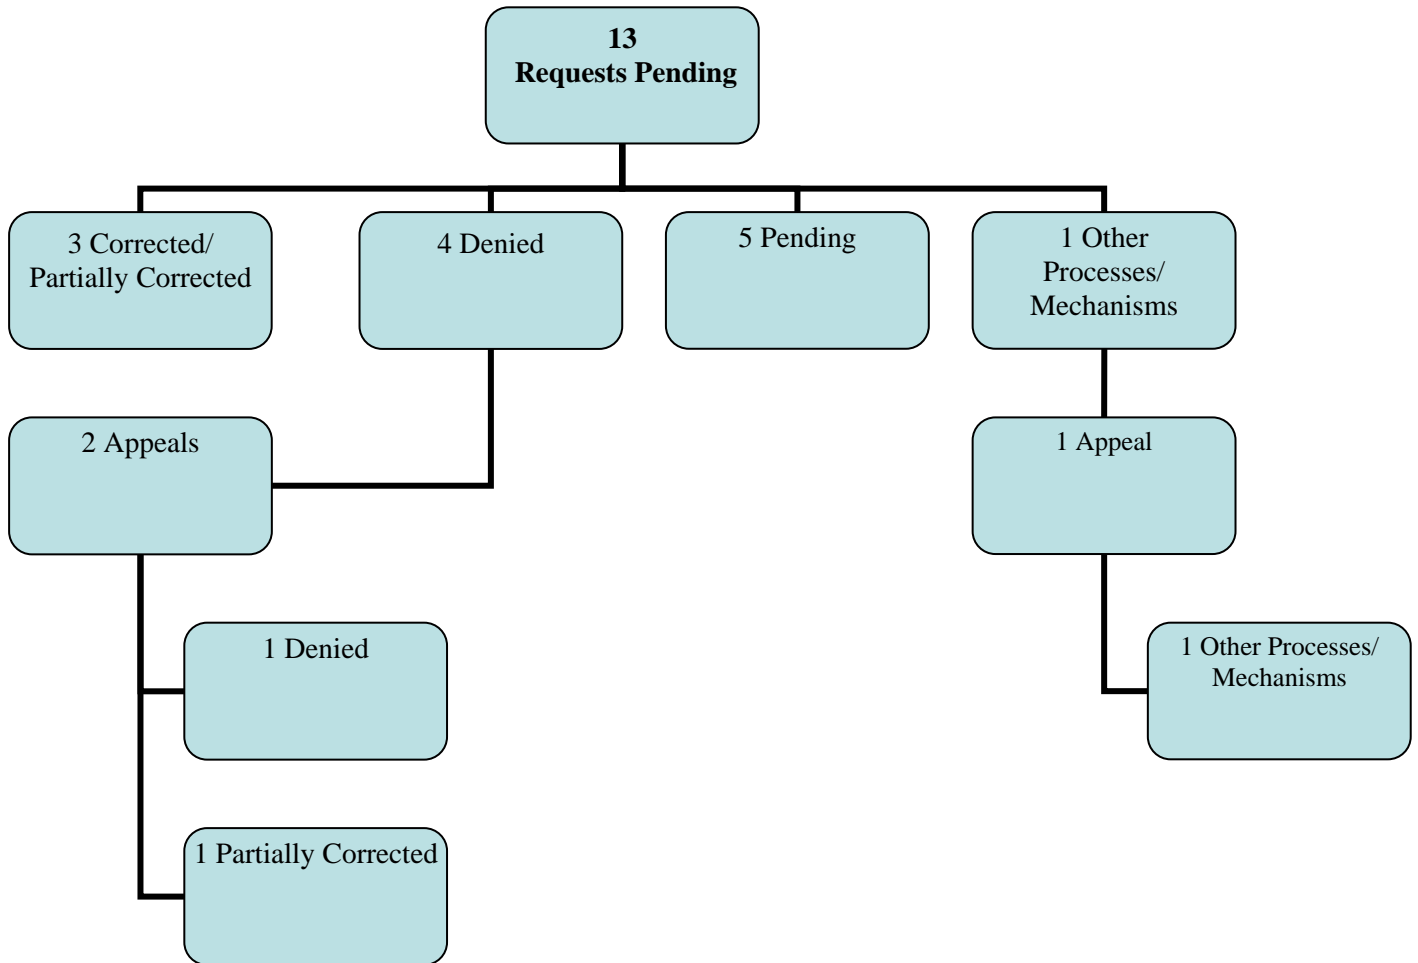 13
Requests Pending
3 Corrected/
Partially Corrected
4 Denied
5 Pending
1 Other
Processes/
Mechanisms
2 Appeals
1 Appeal
1 Denied
1 Other Processes/
Mechanisms
1 Partially Corrected